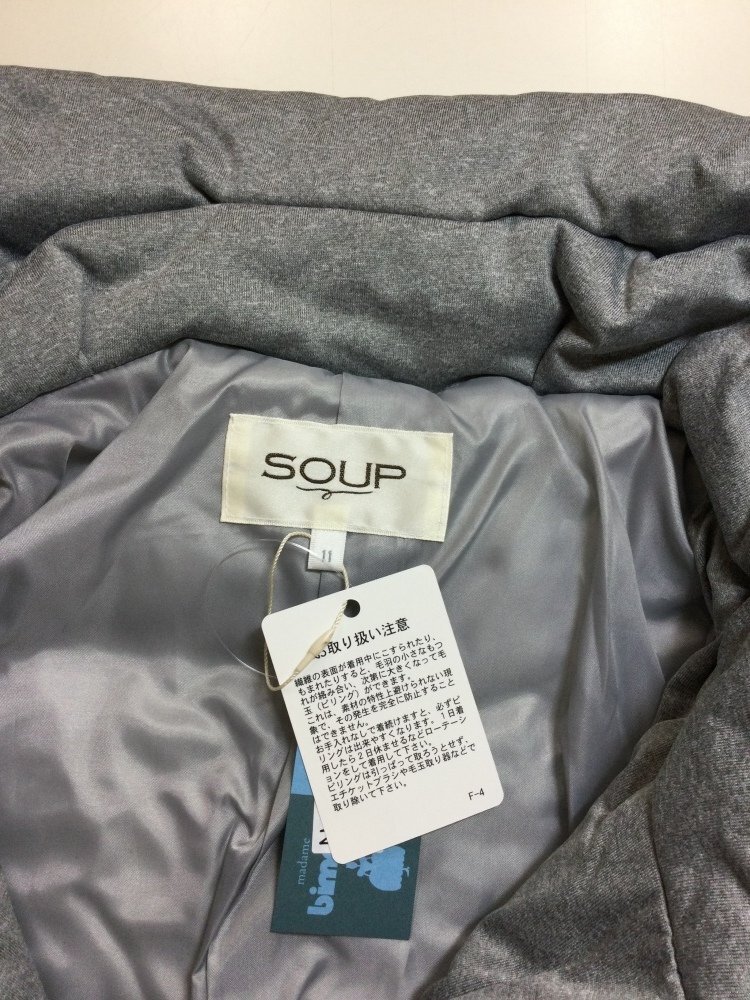 SOUP
11
お取り扱い注意
繊維の表面が着用中にこすられたり、
もまれたりすると、毛羽の小さなもつ
れが絡み合い、次第に大きくなって毛
玉（ピリング）ができます。
これは、素材の特性上避けられない現
象で、その発生を完全に防止すること
はできません。
お手入れなしで着続けますと、必ずピ
リングは出来やすくなります。1日着
用したら2日休ませるなどローテーシ
ョンをして着用して下さい。
ピリングは引っぱって取ろうとせず、
エチケットブラシや毛玉取り器などで
取り除いて下さい。
F-4
madame